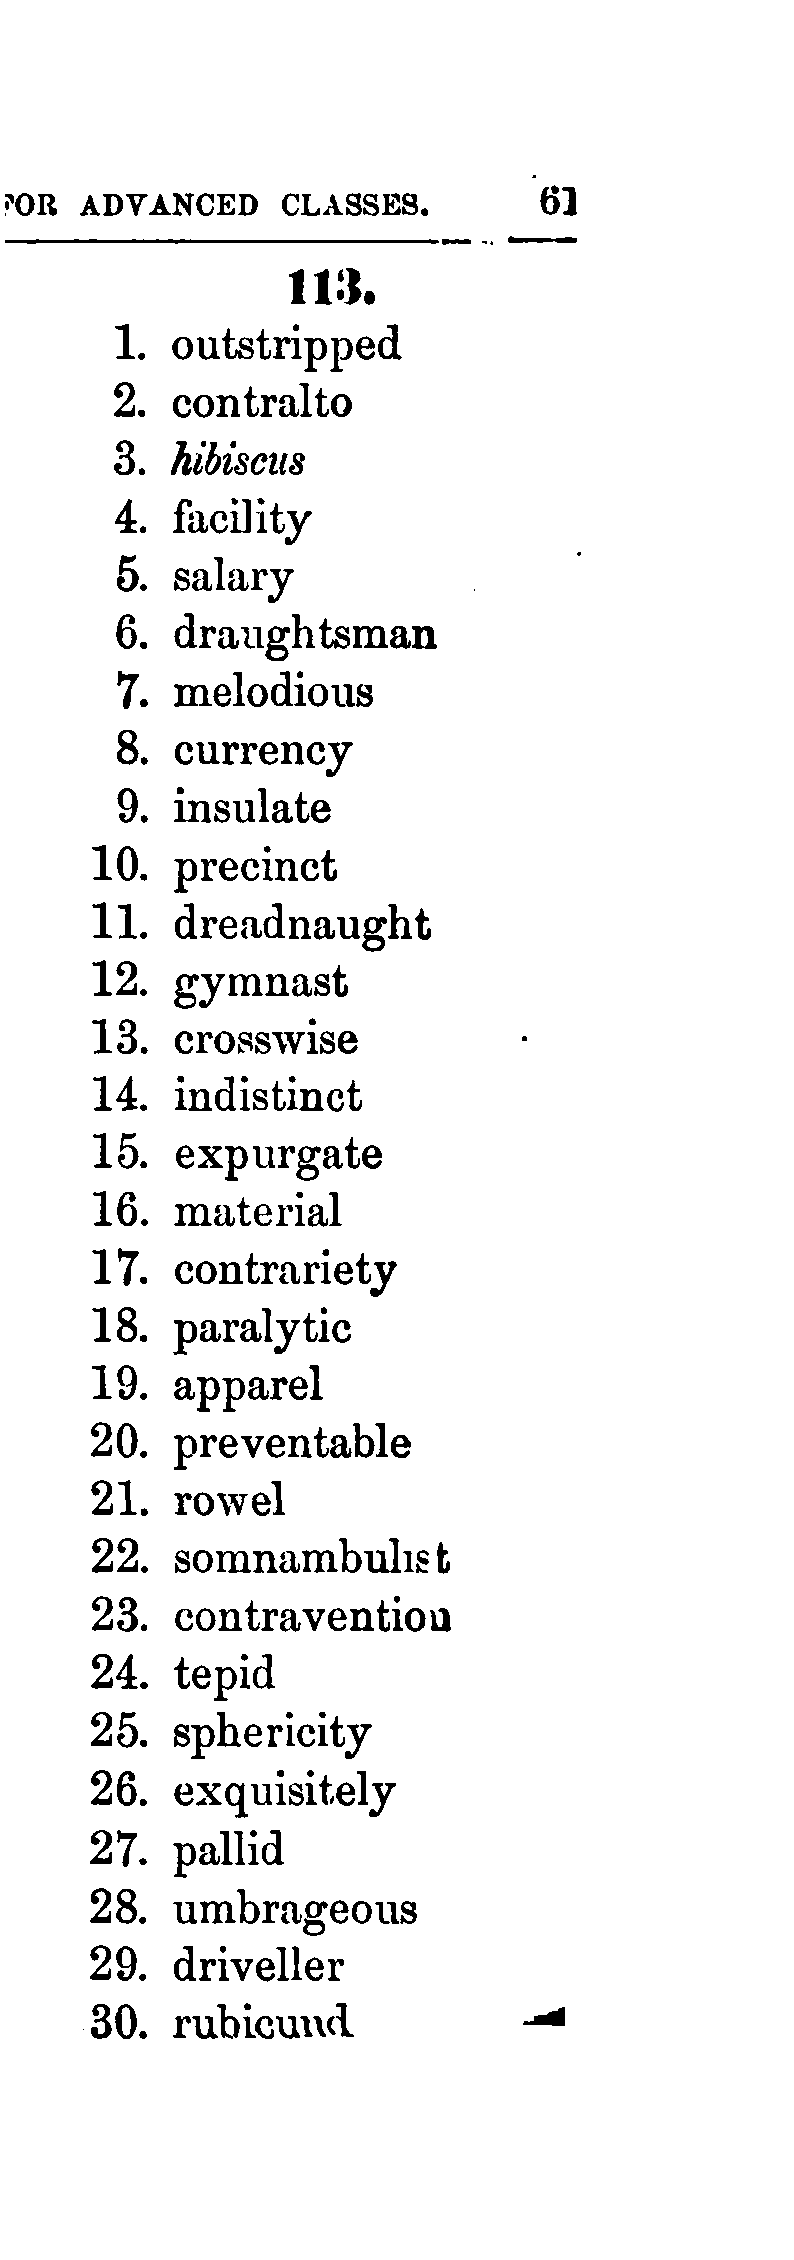 FOR ADVANCED CLASSES. 61
113.
1. outstripped
2. contralto
3. hibiscus
4. facility
5. salary
6. draughtsman
7. melodious
8. currency
9. insulate
10. precinct
11. dreadnaught
12. gymnast
13. crosswise
14. indistinct
15. expurgate
16. material
17. contrariety
18. paralytic
19. apparel
20. preventable
21. rowel
22. somnambulist
23. contravention
24. tepid
25. sphericity
26. exquisitely
27. pallid
28. umbrageous
29. driveller
30. rubicund